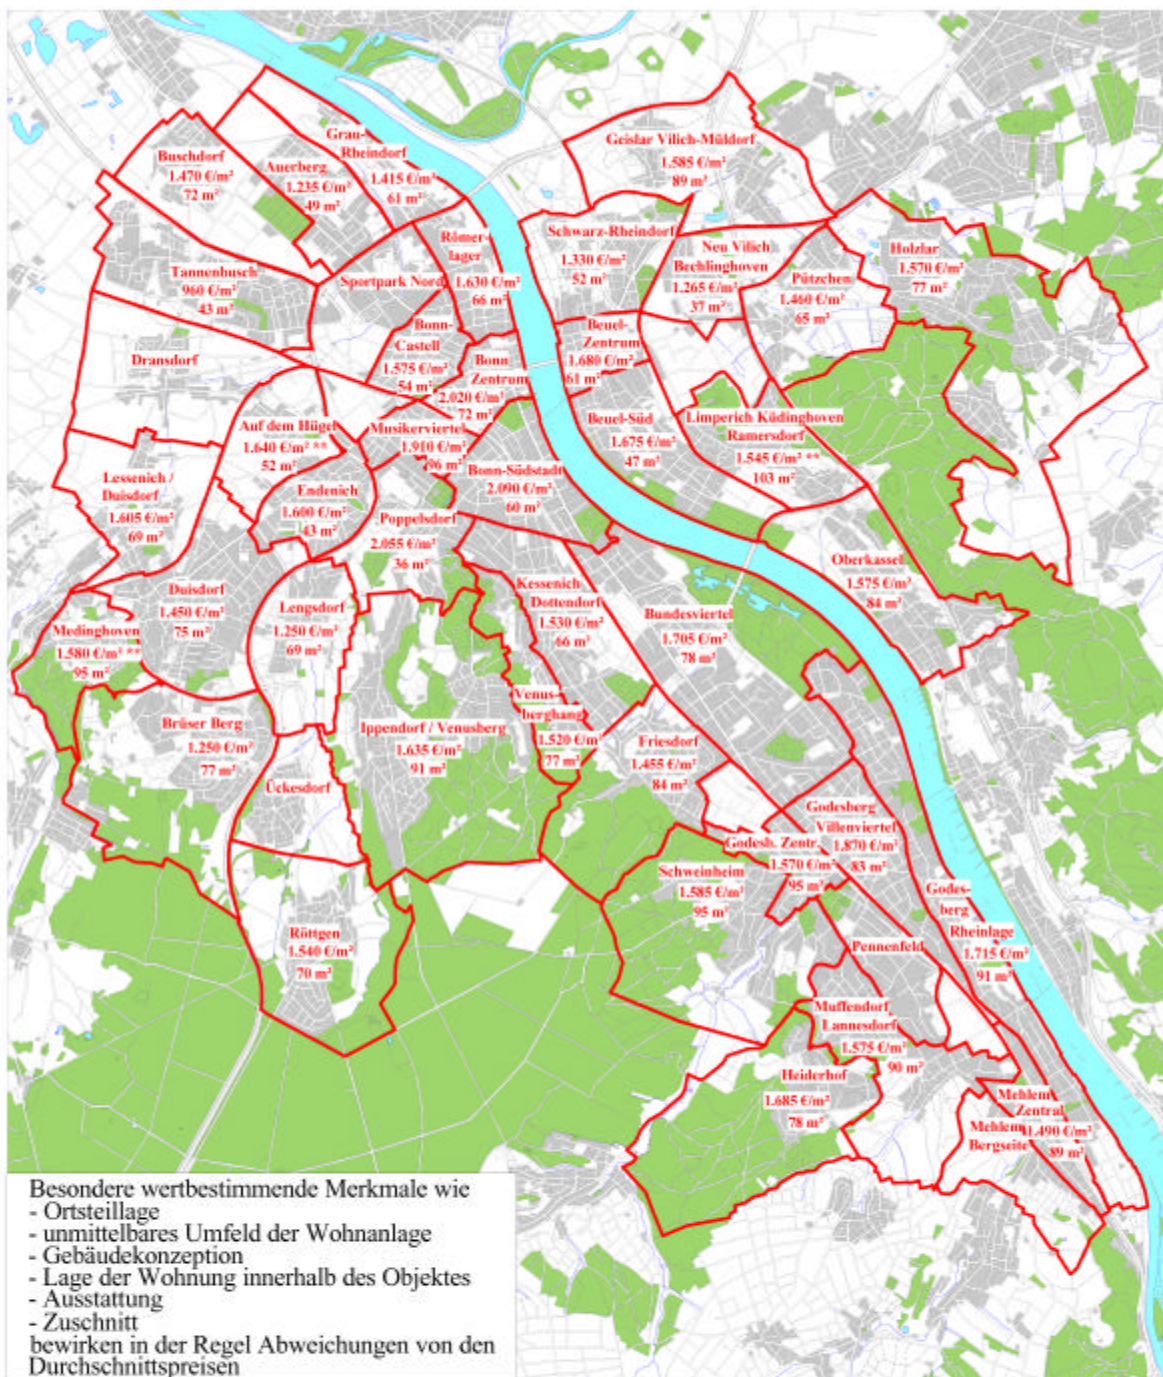 Geislar Vilich-Müldorf
1.585 €/m²
89 m²
Grau-
Rheindorf
1.415 €/m²
61 m²
Buschdorf
1.470 €/m²
72 m²
Auerberg
1.235 €/m²
49 m²
Römer-
lager
1.630 €/m²
66 m²
Schwarz-Rheindorf
1.330 €/m²
52 m²
Neu Vilich
Bechlinghoven
1.265 €/m²
37 m²
Holzlar
1.570 €/m²
77 m²
Pützchen
1.460 €/m²
65 m²
Tannenbusch
960 €/m²
43 m²
Sportpark Nord
Bonn-
Castell
1.575 €/m²
54 m²
Beuel-
Zentrum
1.680 €/m²
61 m²
Dransdorf
Bonn
Zentrum
2.020 €/m²
72 m²
Auf dem Hügel
1.640 €/m² **
52 m²
Musikerviertel
1.910 €/m²
96 m²
Beuel-Süd
1.675 €/m²
47 m²
Limperich Küdinghoven
Ramersdorf
1.545 €/m² **
103 m²
Lessenich /
Duisdorf
1.605 €/m²
69 m²
Endenich
1.600 €/m²
43 m²
Bonn-Südstadt
2.090 €/m²
60 m²
Poppelsdorf
2.055 €/m²
36 m²
Oberkassel
1.575 €/m²
84 m²
Duisdorf
1.450 €/m²
75 m²
Lengsdorf
1.250 €/m²
69 m²
Kessenich
Dottendorf
1.530 €/m²
66 m²
Bundesviertel
1.705 €/m²
78 m²
Medinghoven
1.580 €/m² **
95 m²
Brüser Berg
1.250 €/m²
77 m²
Ippendorf / Venusberg
1.635 €/m²
91 m²
Venus-
berghang
1.520 €/m
77 m²
Friesdorf
1.455 €/m²
84 m²
Ückesdorf
Godesberg
Villenviertel
1.870 €/m²
83 m²
Godesb. Zentr.
1.570 €/m²
95 m²
Schweinheim
1.585 €/m²
95 m²
Godes-
berg
Rheinlage
1.715 €/m²
91 m²
Röttgen
1.540 €/m²
70 m²
Pennenfeld
Muffendorf
Lannesdorf
1.575 €/m²
90 m²
Heiderhof
1.685 €/m²
78 m²
Mehlem
Zentral
1.490 €/m²
89 m²
Mehlem
Bergseite
Besondere wertbestimmende Merkmale wie
- Ortsteillage
- unmittelbares Umfeld der Wohnanlage
- Gebäudekonzeption
- Lage der Wohnung innerhalb des Objektes
- Ausstattung
- Zuschnitt
bewirken in der Regel Abweichungen von den
Durchschnittspreisen